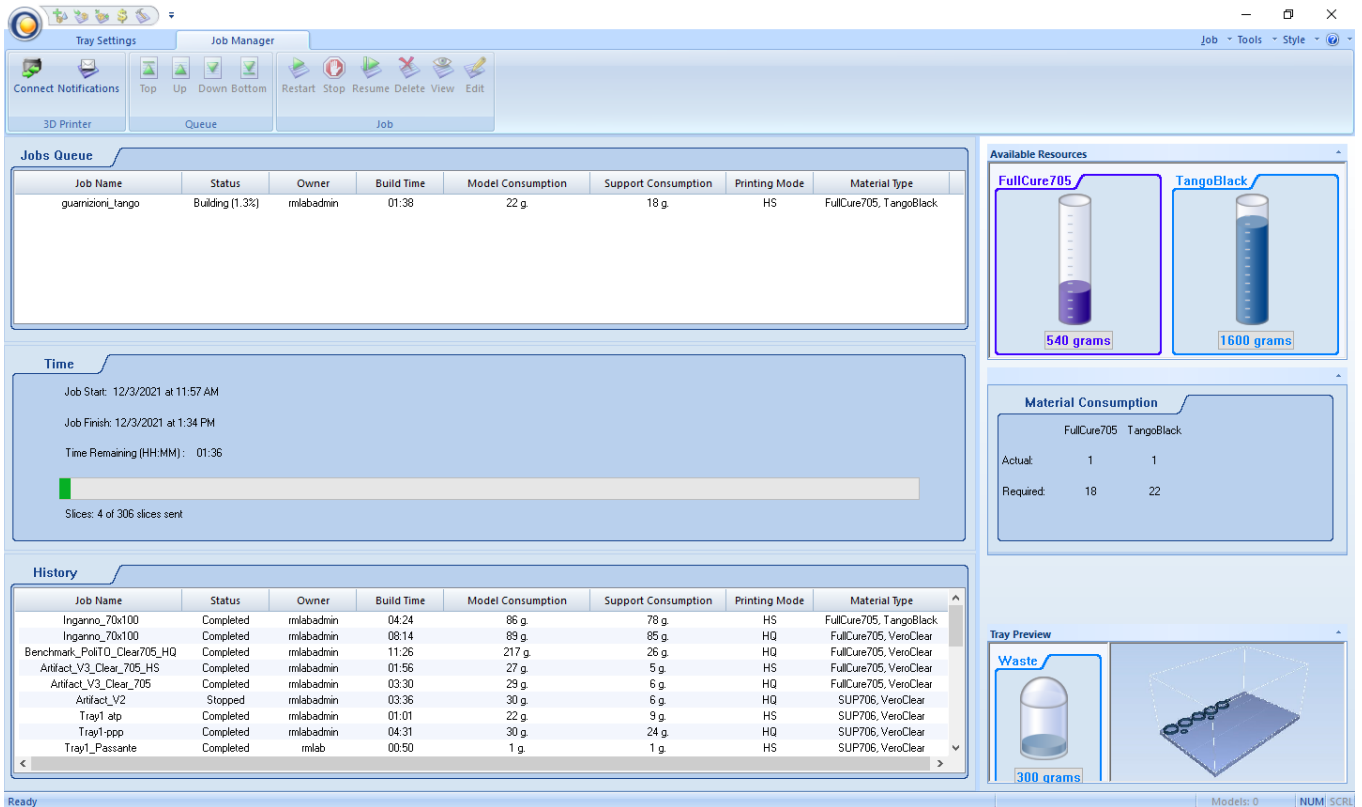 Tray Settings Job Manager Job Tools Style
Connect Notifications Top Up Down Bottom Restart Stop Resume Delete View Edit
3D Printer Queue Job
Jobs Queue
Job Name Status Owner Build Time Model Consumption Support Consumption Printing Mode Material Type
guarnizioni_tango Building (1.3%) rmlabadmin 01:38 22 g. 18 g. HS FullCure705, TangoBlack
Time
Job Start: 12/3/2021 at 11:57 AM
Job Finish: 12/3/2021 at 1:34 PM
Time Remaining (HH:MM) : 01:36
Slices: 4 of 306 slices sent
History
Job Name Status Owner Build Time Model Consumption Support Consumption Printing Mode Material Type
Inganno_70x100 Completed rmlabadmin 04:24 86 g. 78 g. HS FullCure705, TangoBlack
Inganno_70x100 Completed rmlabadmin 08:14 89 g. 85 g. HQ FullCure705, VeroClear
Benchmark_PoliTO_Clear705_HQ Completed rmlabadmin 11:26 217 g. 26 g. HQ FullCure705, VeroClear
Artifact_V3_Clear_705_HS Completed rmlabadmin 01:56 27 g. 5 g. HS FullCure705, VeroClear
Artifact_V3_Clear_705 Completed rmlabadmin 03:30 29 g. 6 g. HQ FullCure705, VeroClear
Artifact_V2 Stopped rmlabadmin 03:36 30 g. 6 g. HQ SUP706, VeroClear
Tray1 atp Completed rmlabadmin 01:01 22 g. 9 g. HS SUP706, VeroClear
Tray1-ppp Completed rmlabadmin 04:31 30 g. 24 g. HQ SUP706, VeroClear
Tray1_Passante Completed rmlab 00:50 1 g. 1 g. HS SUP706, VeroClear
Available Resources
FullCure705 TangoBlack
540 grams 1600 grams
Material Consumption
FullCure705 TangoBlack
Actual: 1 1
Required: 18 22
Tray Preview
Waste
300 grams
Ready Models: 0 NUM SCRL